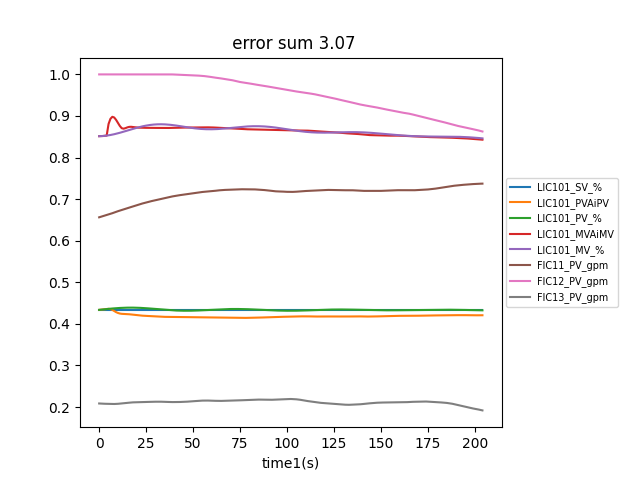 error sum 3.07
1.0
0.9
0.8
0.7
0.6
0.5
0.4
0.3
0.2
0 25 50 75 100 125 150 175 200
time1(s)
LIC101_SV_%
LIC101_PVAiPV
LIC101_PV_%
LIC101_MVAiMV
LIC101_MV_%
FIC11_PV_gpm
FIC12_PV_gpm
FIC13_PV_gpm